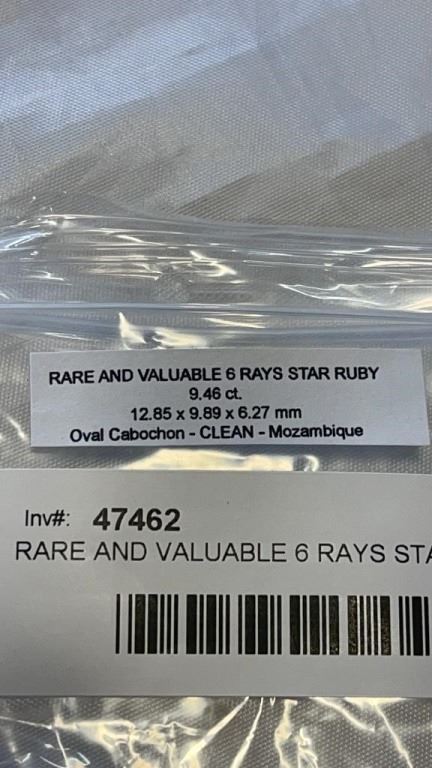 RARE AND VALUABLE 6 RAYS STAR RUBY
9.46 ct.
12.85 x 9.89 x 6.27 mm
Oval Cabochon - CLEAN - Mozambique
Inv#: 47462
RARE AND VALUABLE 6 RAYS STA